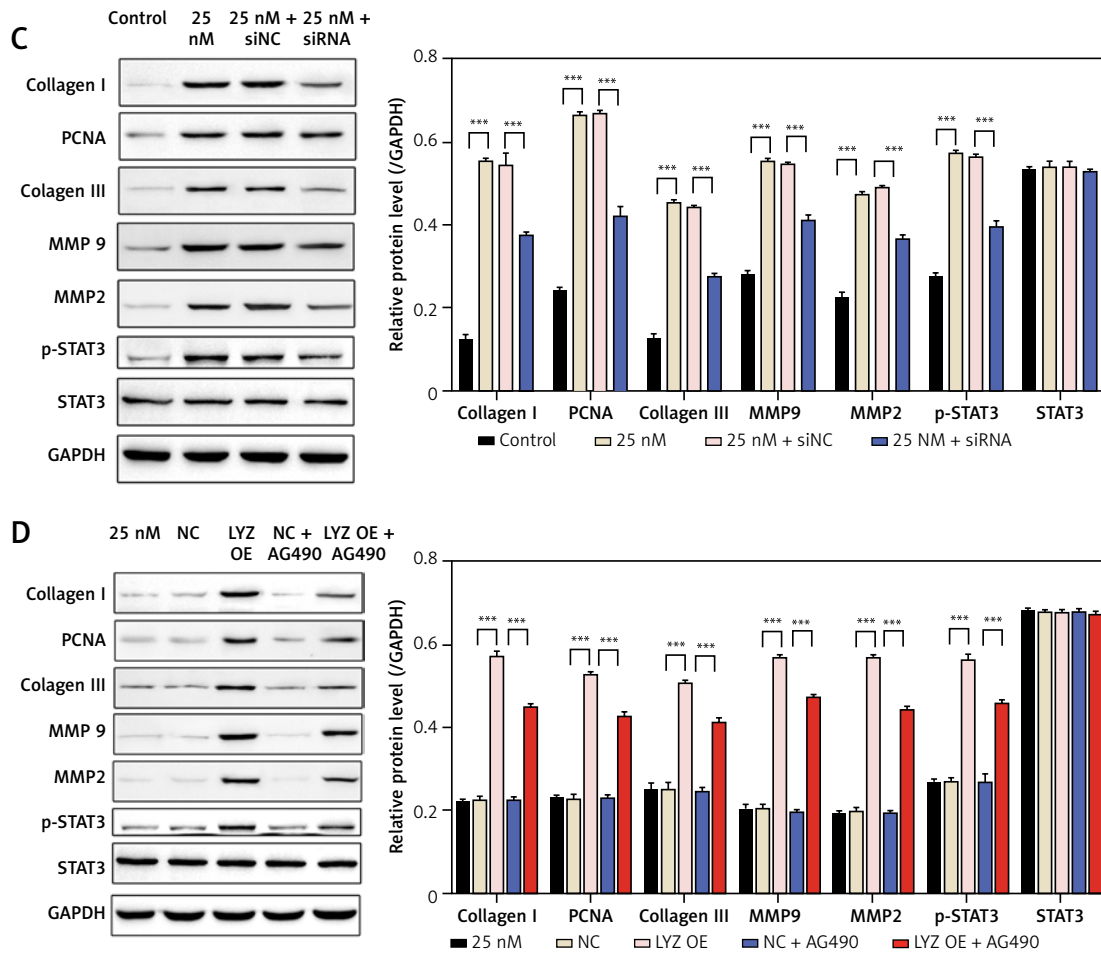 C
Control 25 nM 25 nM + siNC 25 nM + siRNA
Collagen I
PCNA
Colagen III
MMP 9
MMP2
p-STAT3
STAT3
GAPDH
Relative protein level (/GAPDH)
0.8
0.6
0.4
0.2
0
*** *** *** *** *** *** *** *** *** *** *** ***
Collagen I PCNA Collagen III MMP9 MMP2 p-STAT3 STAT3
Control 25 nM 25 nM + siNC 25 NM + siRNA
D
25 nM NC LYZ OE NC + AG490 LYZ OE + AG490
Collagen I
PCNA
Colagen III
MMP 9
MMP2
p-STAT3
STAT3
GAPDH
Relative protein level (/GAPDH)
0.8
0.6
0.4
0.2
0
*** *** *** *** *** *** *** *** *** *** *** ***
Collagen I PCNA Collagen III MMP9 MMP2 p-STAT3 STAT3
25 nM NC LYZ OE NC + AG490 LYZ OE + AG490